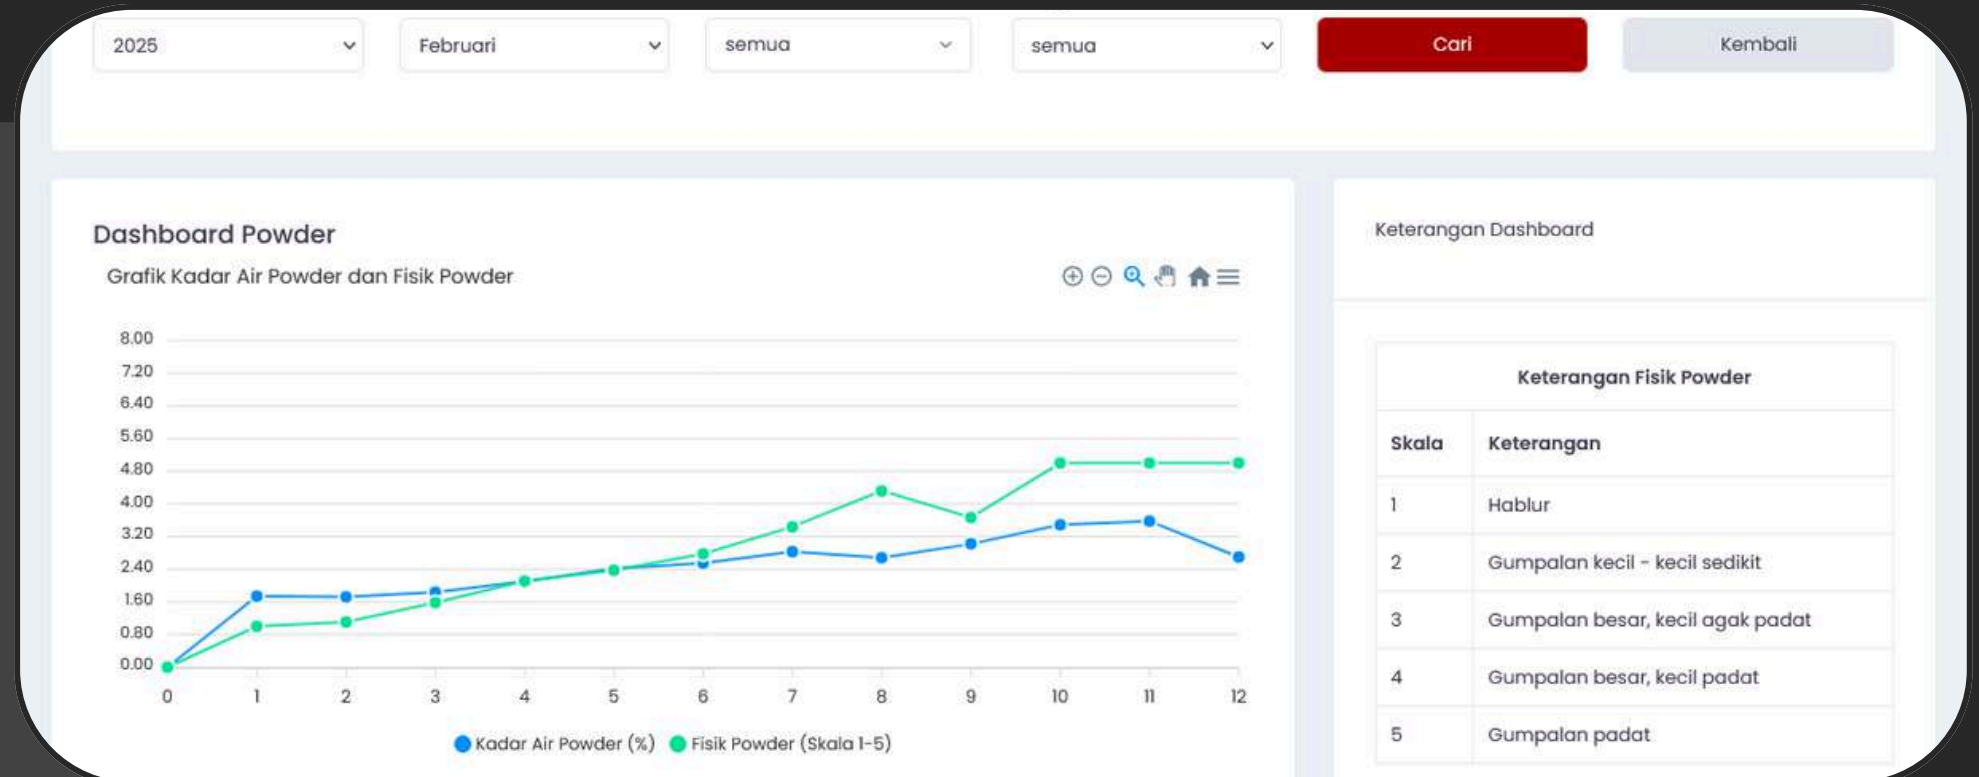 2025 Februari semua semua Cari Kembali
Dashboard Powder
Grafik Kadar Air Powder dan Fisik Powder
8.00
7.20
6.40
5.60
4.80
4.00
3.20
2.40
1.60
0.80
0.00
0 1 2 3 4 5 6 7 8 9 10 11 12
Kadar Air Powder (%) Fisik Powder (Skala 1-5)
Keterangan Dashboard
Keterangan Fisik Powder
Skala Keterangan
1 Hablur
2 Gumpalan kecil - kecil sedikit
3 Gumpalan besar, kecil agak padat
4 Gumpalan besar, kecil padat
5 Gumpalan padat